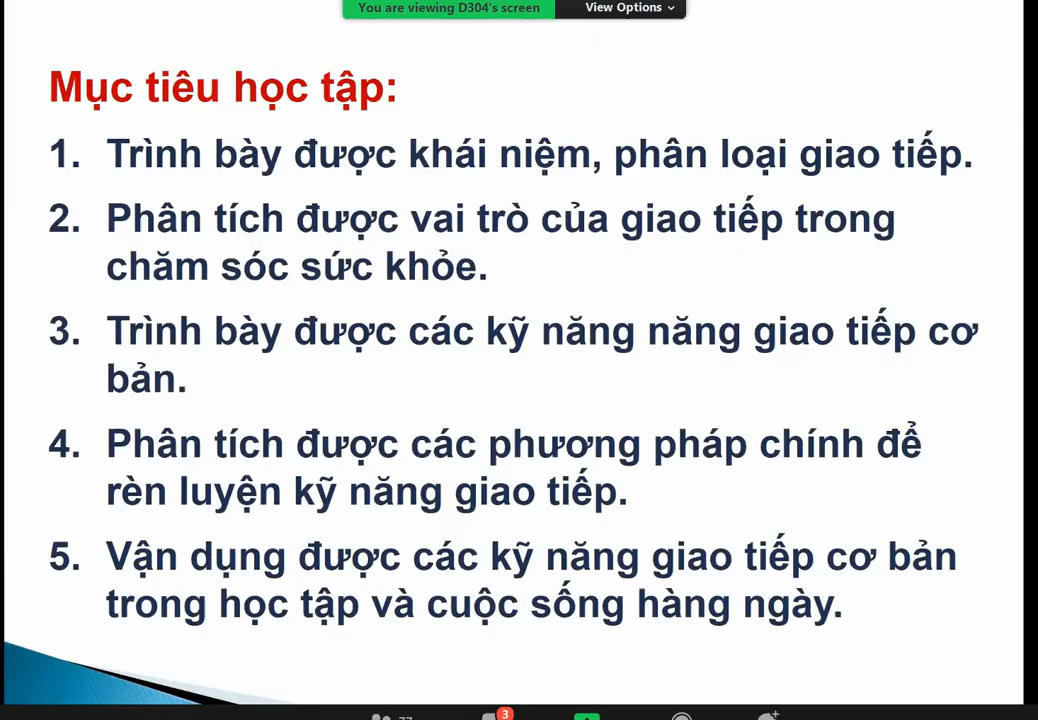 You are viewing D304's screen View Options
Mục tiêu học tập:
1. Trình bày được khái niệm, phân loại giao tiếp.
2. Phân tích được vai trò của giao tiếp trong
chăm sóc sức khỏe.
3. Trình bày được các kỹ năng năng giao tiếp cơ
bản.
4. Phân tích được các phương pháp chính để
rèn luyện kỹ năng giao tiếp.
5. Vận dụng được các kỹ năng giao tiếp cơ bản
trong học tập và cuộc sống hàng ngày.
3